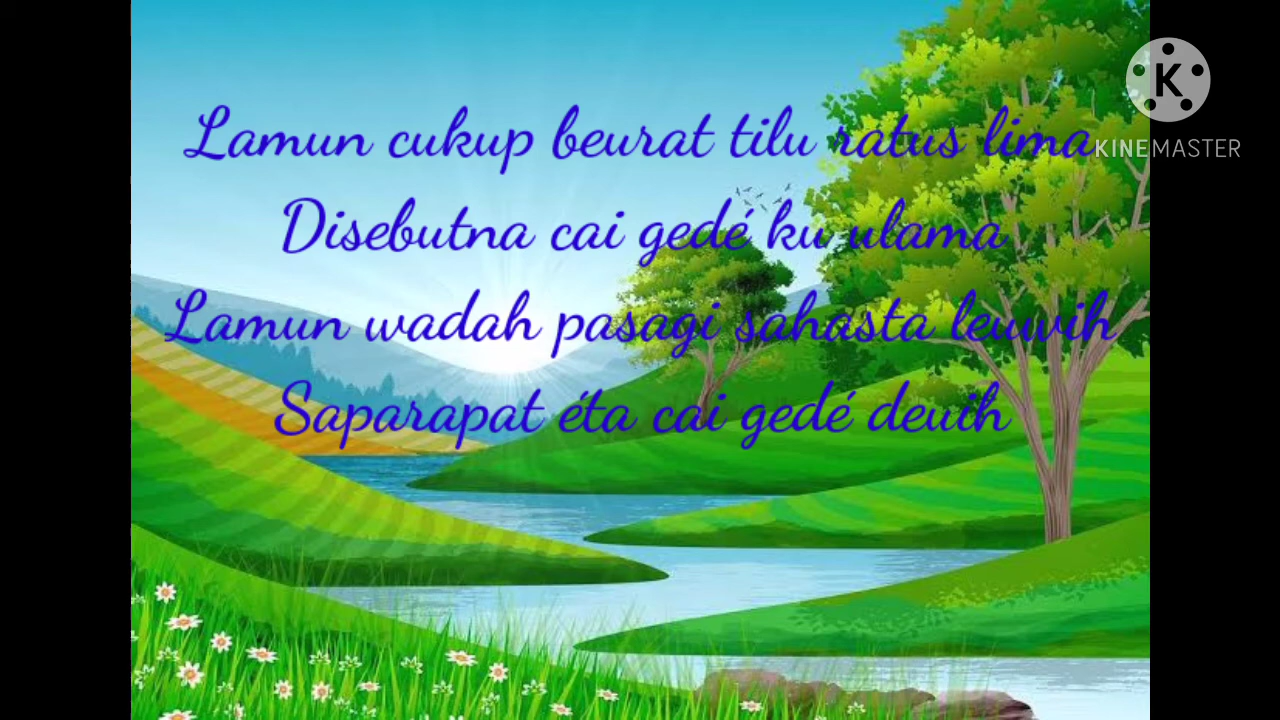 Lamun cukup beurat tilu ratus lima
Disebutna cai gedé ku ulama
Lamun wadah pasagi sahasta leuwih
Saparapat éta cai gedé deuih
K
KINEMASTER